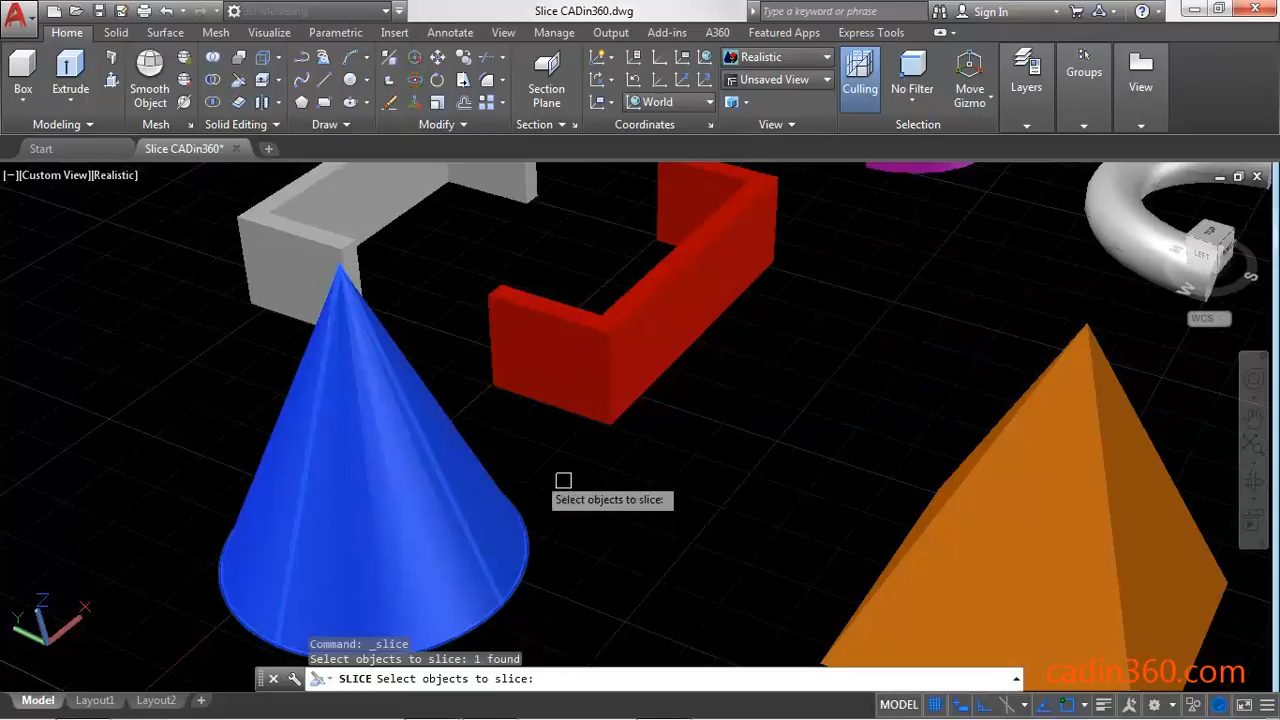 Slice CADin360.dwg
Type a keyword or phrase
Sign In
Home Solid Surface Mesh Visualize Parametric Insert Annotate View Manage Output Add-ins A360 Featured Apps Express Tools
Realistic
Unsaved View
World
Box Extrude Smooth Object Section Plane Culling No Filter Move Gizmo Layers Groups View
Modeling Mesh Solid Editing Draw Modify Section Coordinates View Selection
Start Slice CADin360*
[−][Custom View][Realistic]
TOP
LEFT
W
S
WCS
Select objects to slice:
Z
X
Y
Command: _slice
Select objects to slice: 1 found
SLICE Select objects to slice:
cadin360.com
Model Layout1 Layout2 + MODEL